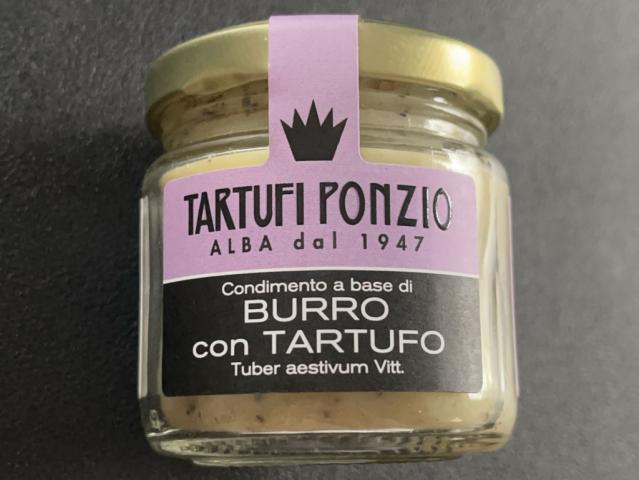 TARTUFI PONZIO
ALBA dal 1947
Condimento a base di
BURRO
con TARTUFO
Tuber aestivum Vitt.